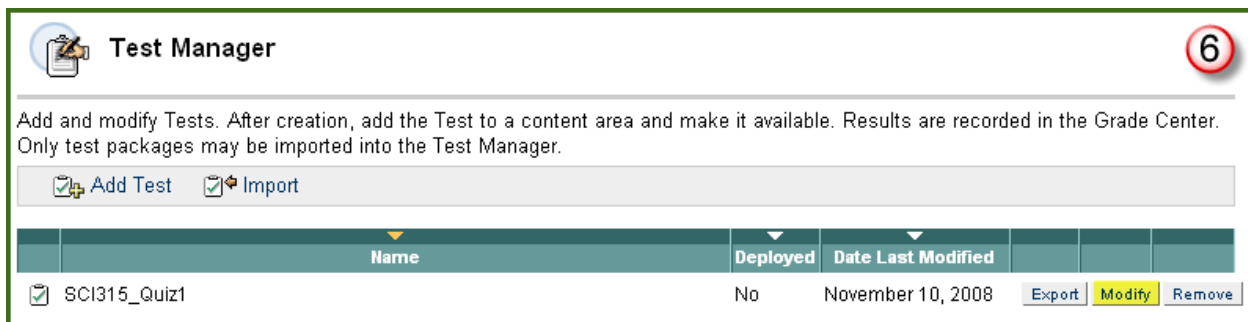 Test Manager
6
Add and modify Tests. After creation, add the Test to a content area and make it available. Results are recorded in the Grade Center.
Only test packages may be imported into the Test Manager.
Add Test Import
Name Deployed Date Last Modified
SCI315_Quiz1 No November 10, 2008 Export Modify Remove